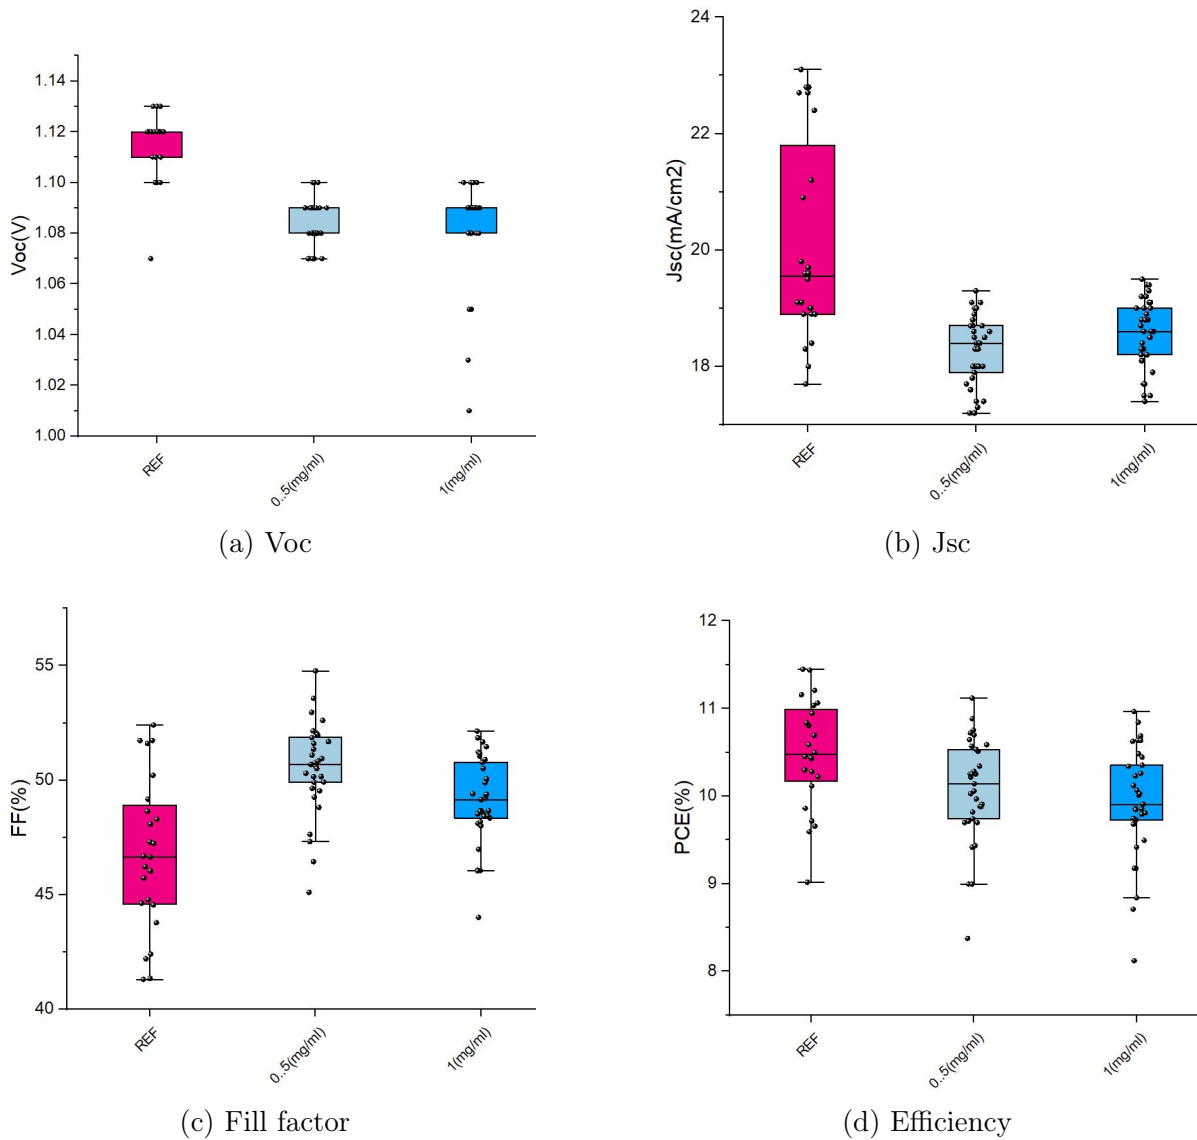 Voc(V)
1.14
1.12
1.10
1.08
1.06
1.04
1.02
1.00
REF
0..5(mg/ml)
1(mg/ml)
(a) Voc
Jsc(mA/cm2)
24
22
20
18
REF
0..5(mg/ml)
1(mg/ml)
(b) Jsc
FF(%)
55
50
45
40
REF
0..5(mg/ml)
1(mg/ml)
(c) Fill factor
PCE(%)
12
11
10
9
8
REF
0..5(mg/ml)
1(mg/ml)
(d) Efficiency